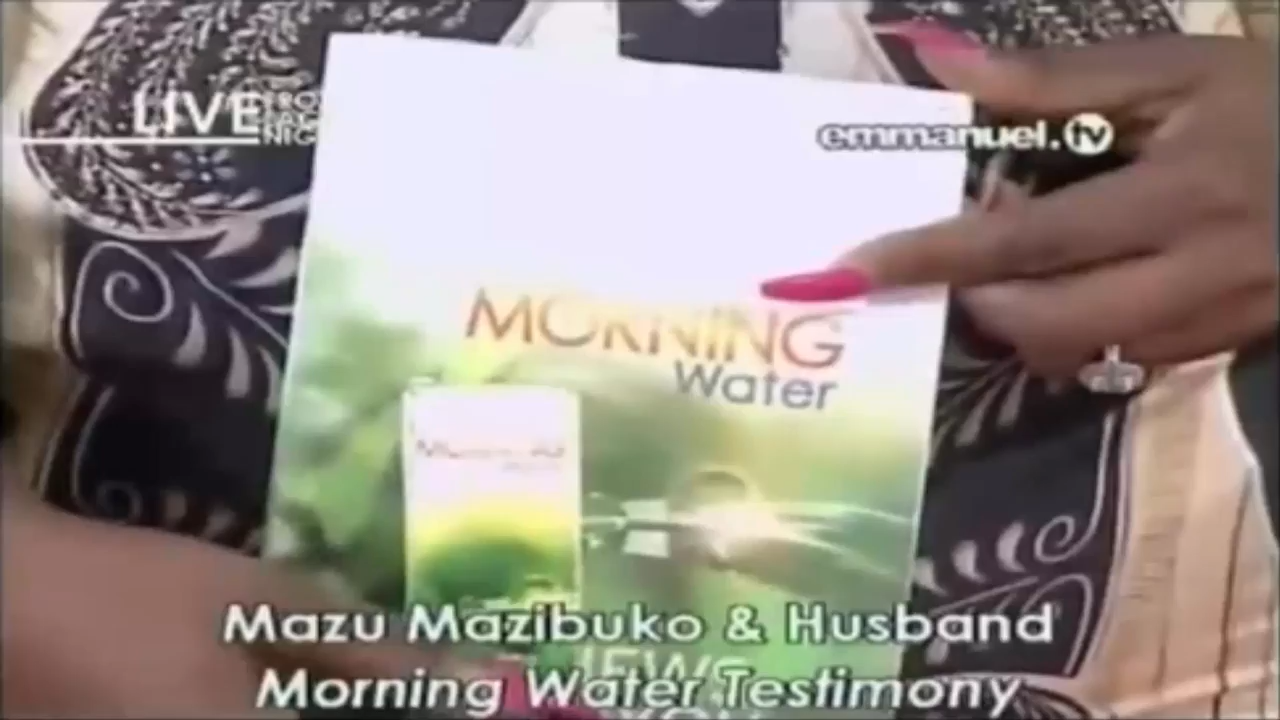 LIVE
emmanuel.tv
MORNING
Water
Mazu Mazibuko & Husband
Morning Water Testimony